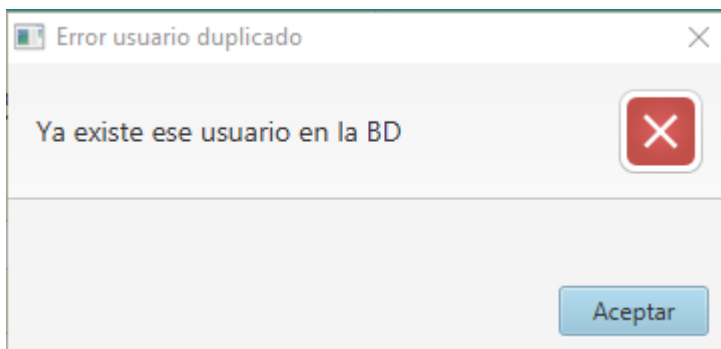 Error usuario duplicado
Ya existe ese usuario en la BD
Aceptar